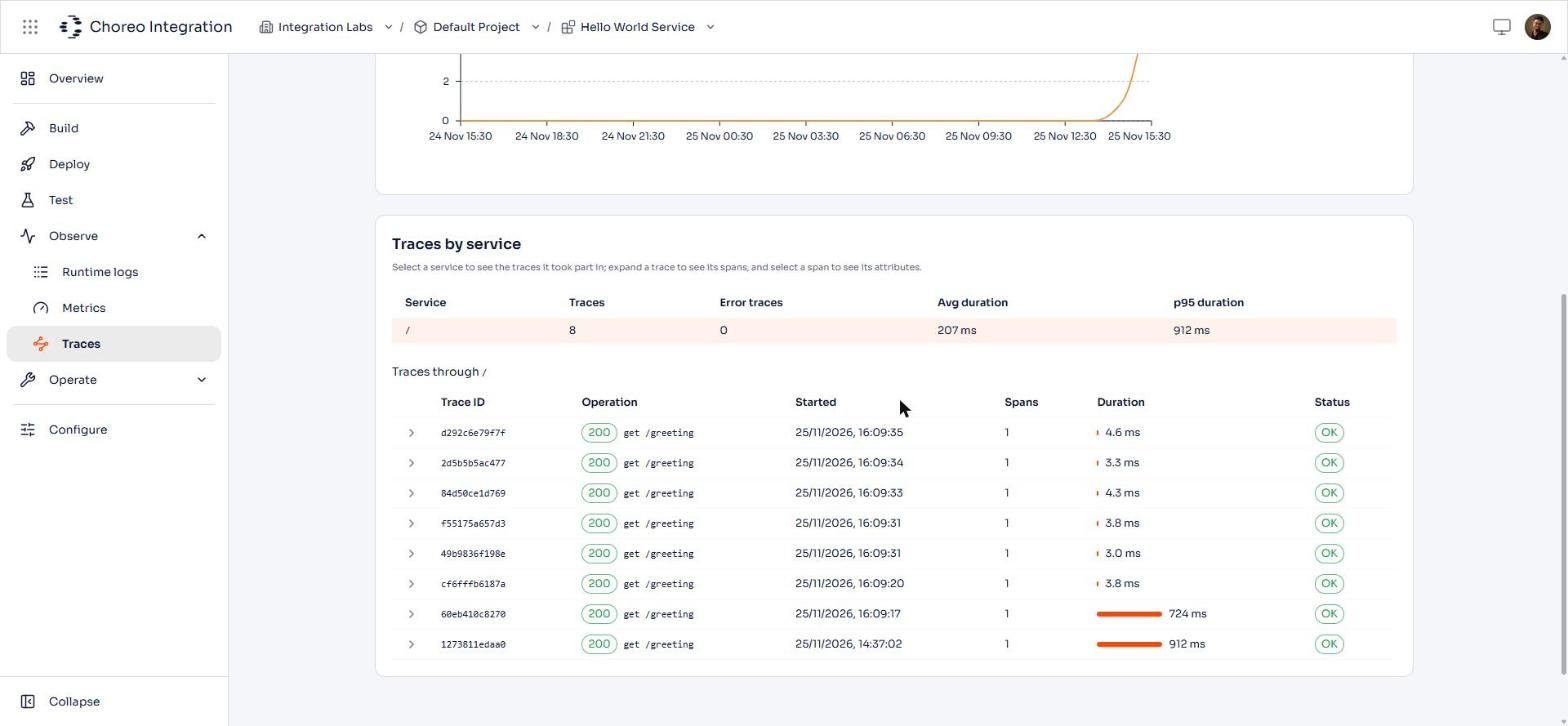 Choreo Integration
Integration Labs / Default Project / Hello World Service
Overview
Build
Deploy
Test
Observe
Runtime logs
Metrics
Traces
Operate
Configure
Collapse
2
0
24 Nov 15:30 24 Nov 18:30 24 Nov 21:30 25 Nov 00:30 25 Nov 03:30 25 Nov 06:30 25 Nov 09:30 25 Nov 12:30 25 Nov 15:30
Traces by service
Select a service to see the traces it took part in; expand a trace to see its spans, and select a span to see its attributes.
Service Traces Error traces Avg duration p95 duration
/ 8 0 207 ms 912 ms
Traces through /
Trace ID Operation Started Spans Duration Status
d292c6e79f7f 200 get /greeting 25/11/2026, 16:09:35 1 4.6 ms OK
2d5b5b5ac477 200 get /greeting 25/11/2026, 16:09:34 1 3.3 ms OK
84d50ce1d769 200 get /greeting 25/11/2026, 16:09:33 1 4.3 ms OK
f55175a657d3 200 get /greeting 25/11/2026, 16:09:31 1 3.8 ms OK
49b9836f198e 200 get /greeting 25/11/2026, 16:09:31 1 3.0 ms OK
cf6fffb6187a 200 get /greeting 25/11/2026, 16:09:20 1 3.8 ms OK
60eb410c8270 200 get /greeting 25/11/2026, 16:09:17 1 724 ms OK
1273811edaa0 200 get /greeting 25/11/2026, 14:37:02 1 912 ms OK